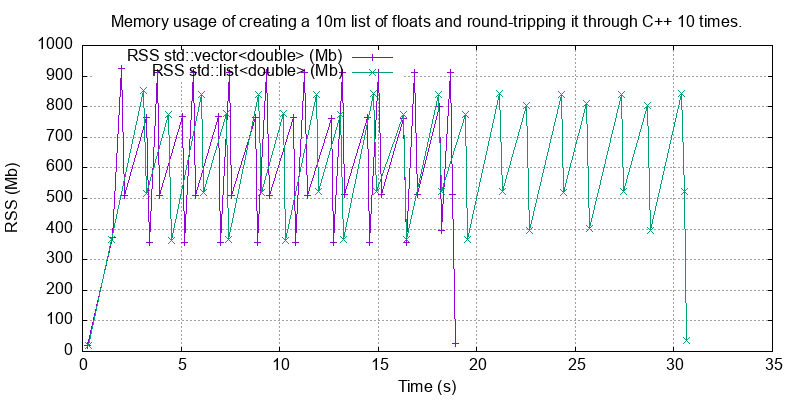 Memory usage of creating a 10m list of floats and round-tripping it through C++ 10 times.
1000
900
800
700
600
500
400
300
200
100
0
RSS (Mb)
RSS std::vector<double> (Mb)
RSS std::list<double> (Mb)
0 5 10 15 20 25 30 35
Time (s)